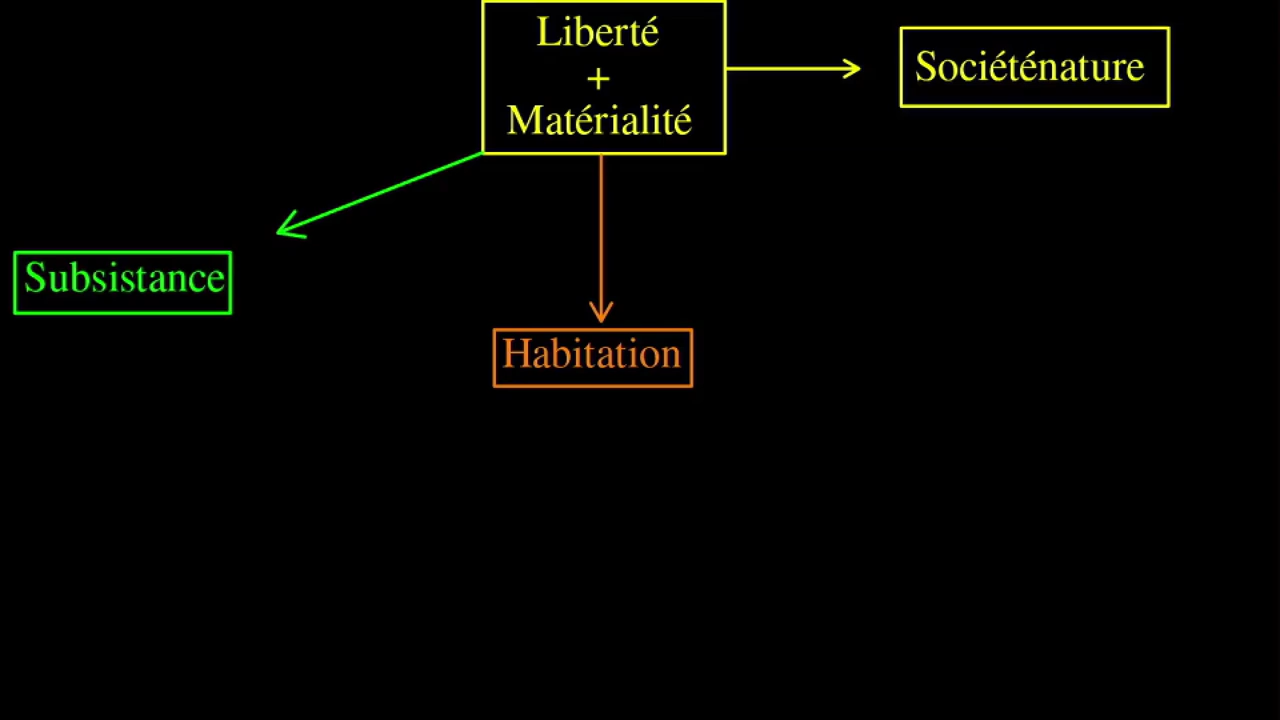 Liberté
+
Matérialité
Sociéténature
Subsistance
Habitation